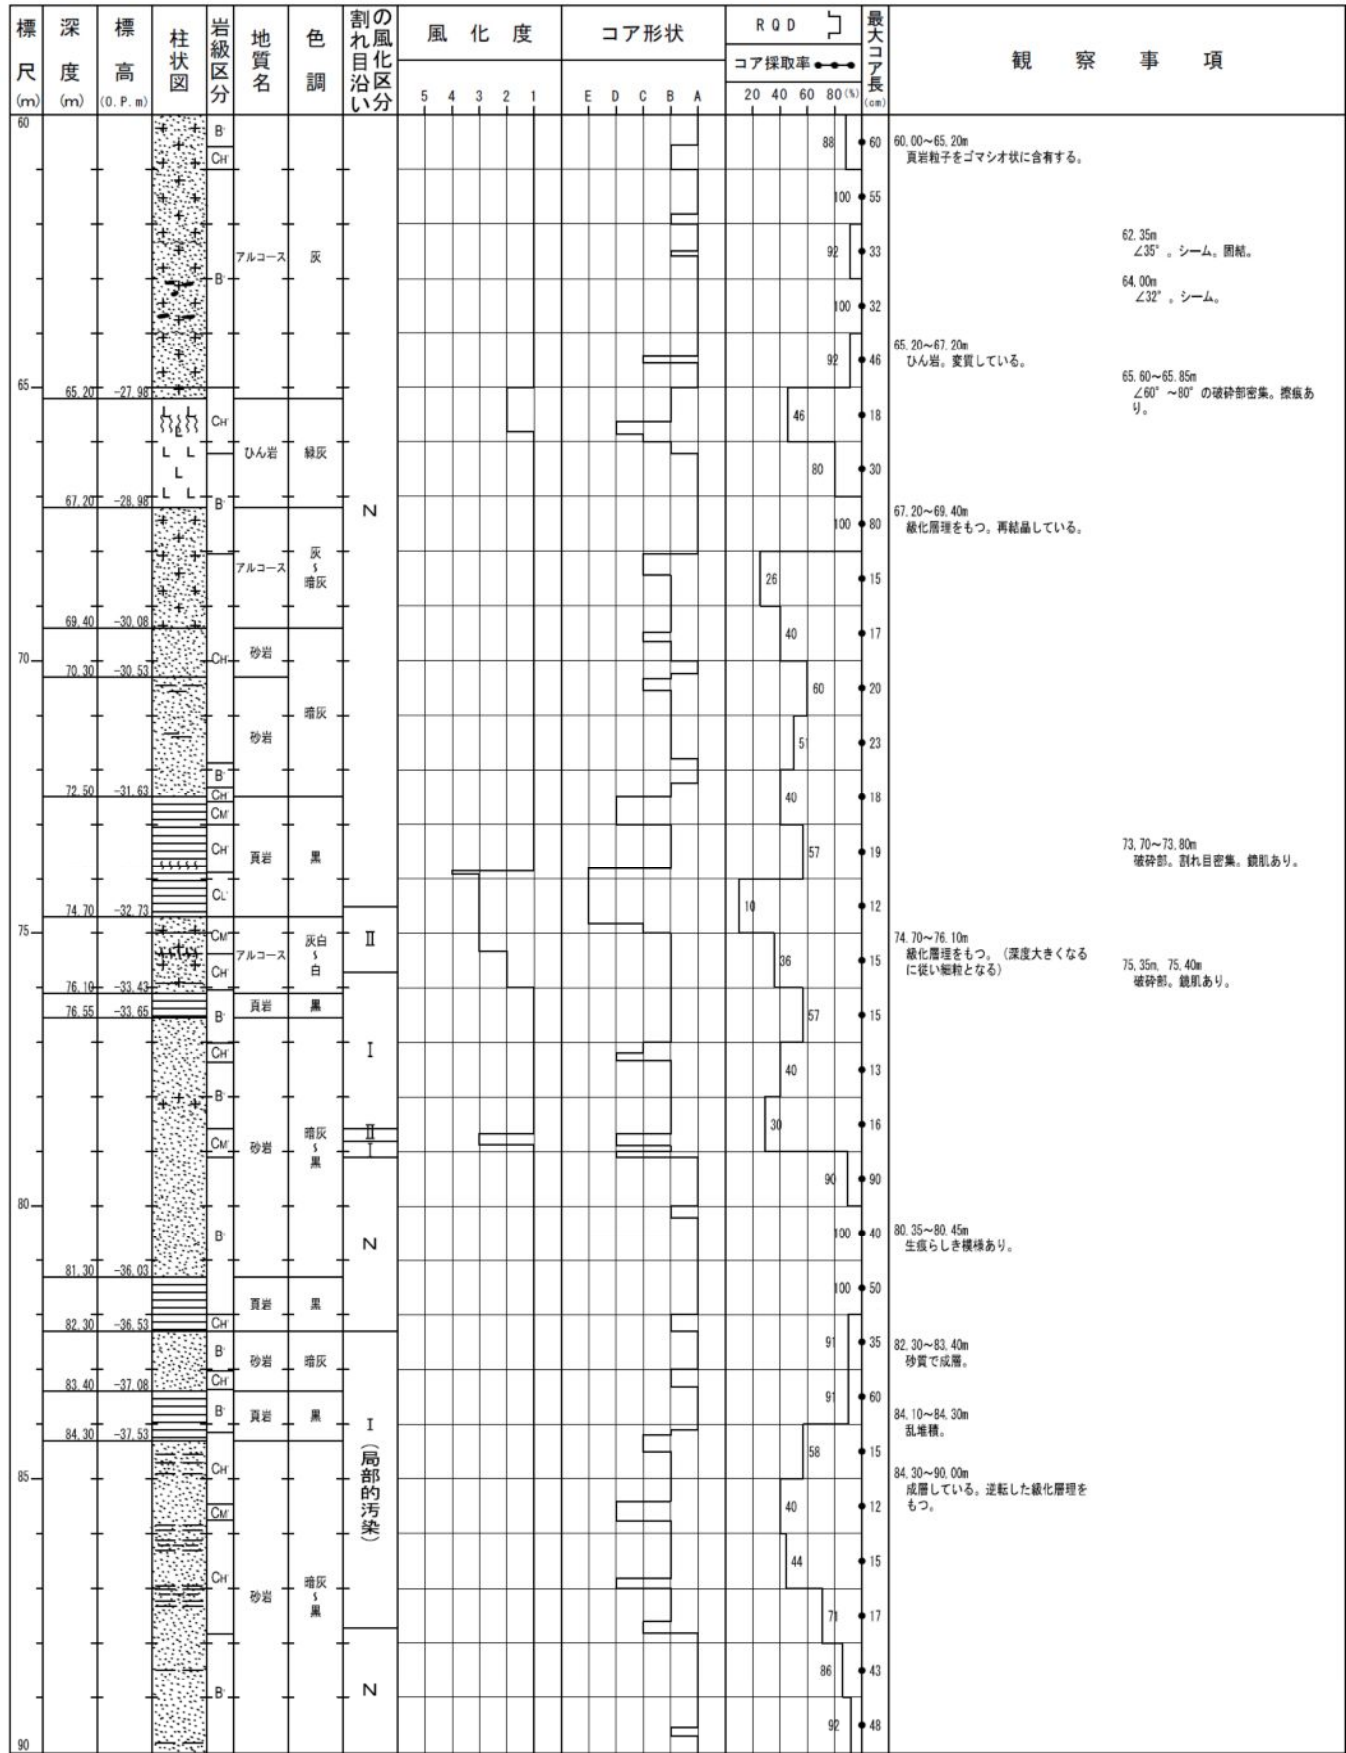 標尺(m)
深度(m)
標高(O.P.m)
柱状図
岩級区分
地質名
色調
割れ目沿いの風化区分
風化度
5 4 3 2 1
コア形状
E D C B A
RQD
コア採取率
20 40 60 80(%)
最大コア長(cm)
観察事項
60
65
70
75
80
85
90
65.20 -27.98
67.20 -28.98
69.40 -30.08
70.30 -30.53
72.50 -31.63
74.70 -32.73
76.10 -33.43
76.55 -33.65
81.30 -36.03
82.30 -36.53
83.40 -37.08
84.30 -37.53
B'
CH'
B'
CH'
B'
CH'
B'
CH'
CM'
CH'
CL'
CM'
CH'
B'
CH'
B'
CM'
B'
CH'
B'
CH'
B'
CH'
CM'
CH'
B'
アルコース
ひん岩
アルコース
砂岩
砂岩
頁岩
アルコース
頁岩
砂岩
頁岩
砂岩
頁岩
砂岩
灰
緑灰
灰~暗灰
暗灰
黒
灰白~白
黒
暗灰~黒
黒
暗灰
黒
暗灰~黒
N
Ⅱ
Ⅰ
Ⅱ
Ⅰ
N
Ⅰ(局部的汚染)
N
88 60
100 55
92 33
100 32
92 46
46 18
80 30
100 80
26 15
40 17
60 20
51 23
40 18
57 19
10 12
36 15
57 15
40 13
30 16
90 90
100 40
100 50
91 35
91 60
58 15
40 12
44 15
71 17
86 43
92 48
60.00~65.20m
頁岩粒子をゴマシオ状に含有する。
62.35m
∠35°。シーム。固結。
64.00m
∠32°。シーム。
65.20~67.20m
ひん岩。変質している。
65.60~65.85m
∠60°~80°の破砕部密集。擦痕あ
り。
67.20~69.40m
級化層理をもつ。再結晶している。
73.70~73.80m
破砕部。割れ目密集。鏡肌あり。
74.70~76.10m
級化層理をもつ。(深度大きくなる
に従い細粒となる)
75.35m, 75.40m
破砕部。鏡肌あり。
80.35~80.45m
生痕らしき模様あり。
82.30~83.40m
砂質で成層。
84.10~84.30m
乱堆積。
84.30~90.00m
成層している。逆転した級化層理を
もつ。